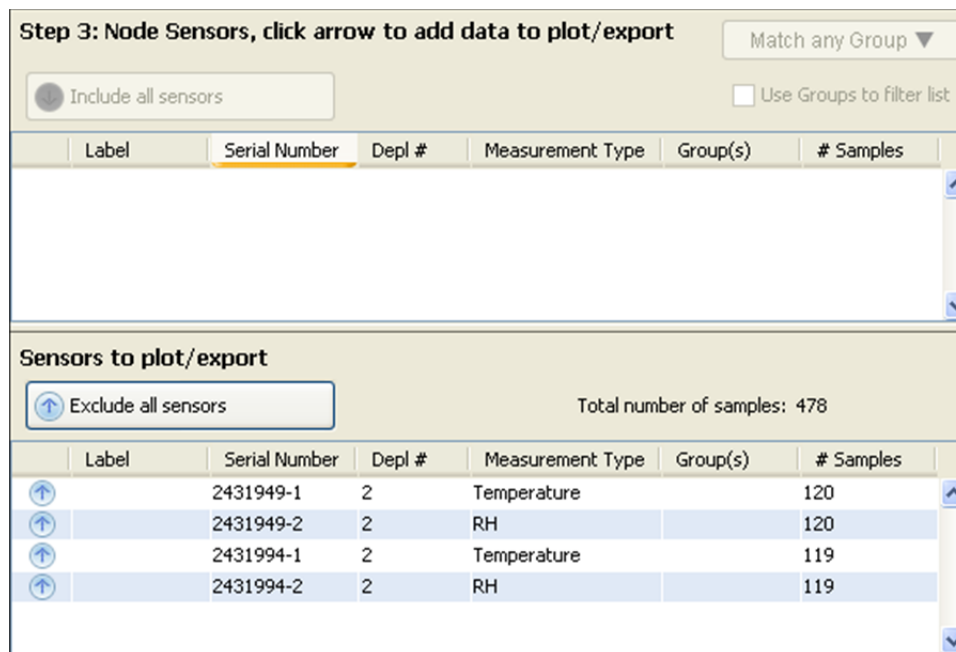 Step 3: Node Sensors, click arrow to add data to plot/export
Match any Group ▼
Include all sensors
Use Groups to filter list
Label Serial Number Depl # Measurement Type Group(s) # Samples
Sensors to plot/export
Exclude all sensors
Total number of samples: 478
Label Serial Number Depl # Measurement Type Group(s) # Samples
2431949-1 2 Temperature 120
2431949-2 2 RH 120
2431994-1 2 Temperature 119
2431994-2 2 RH 119